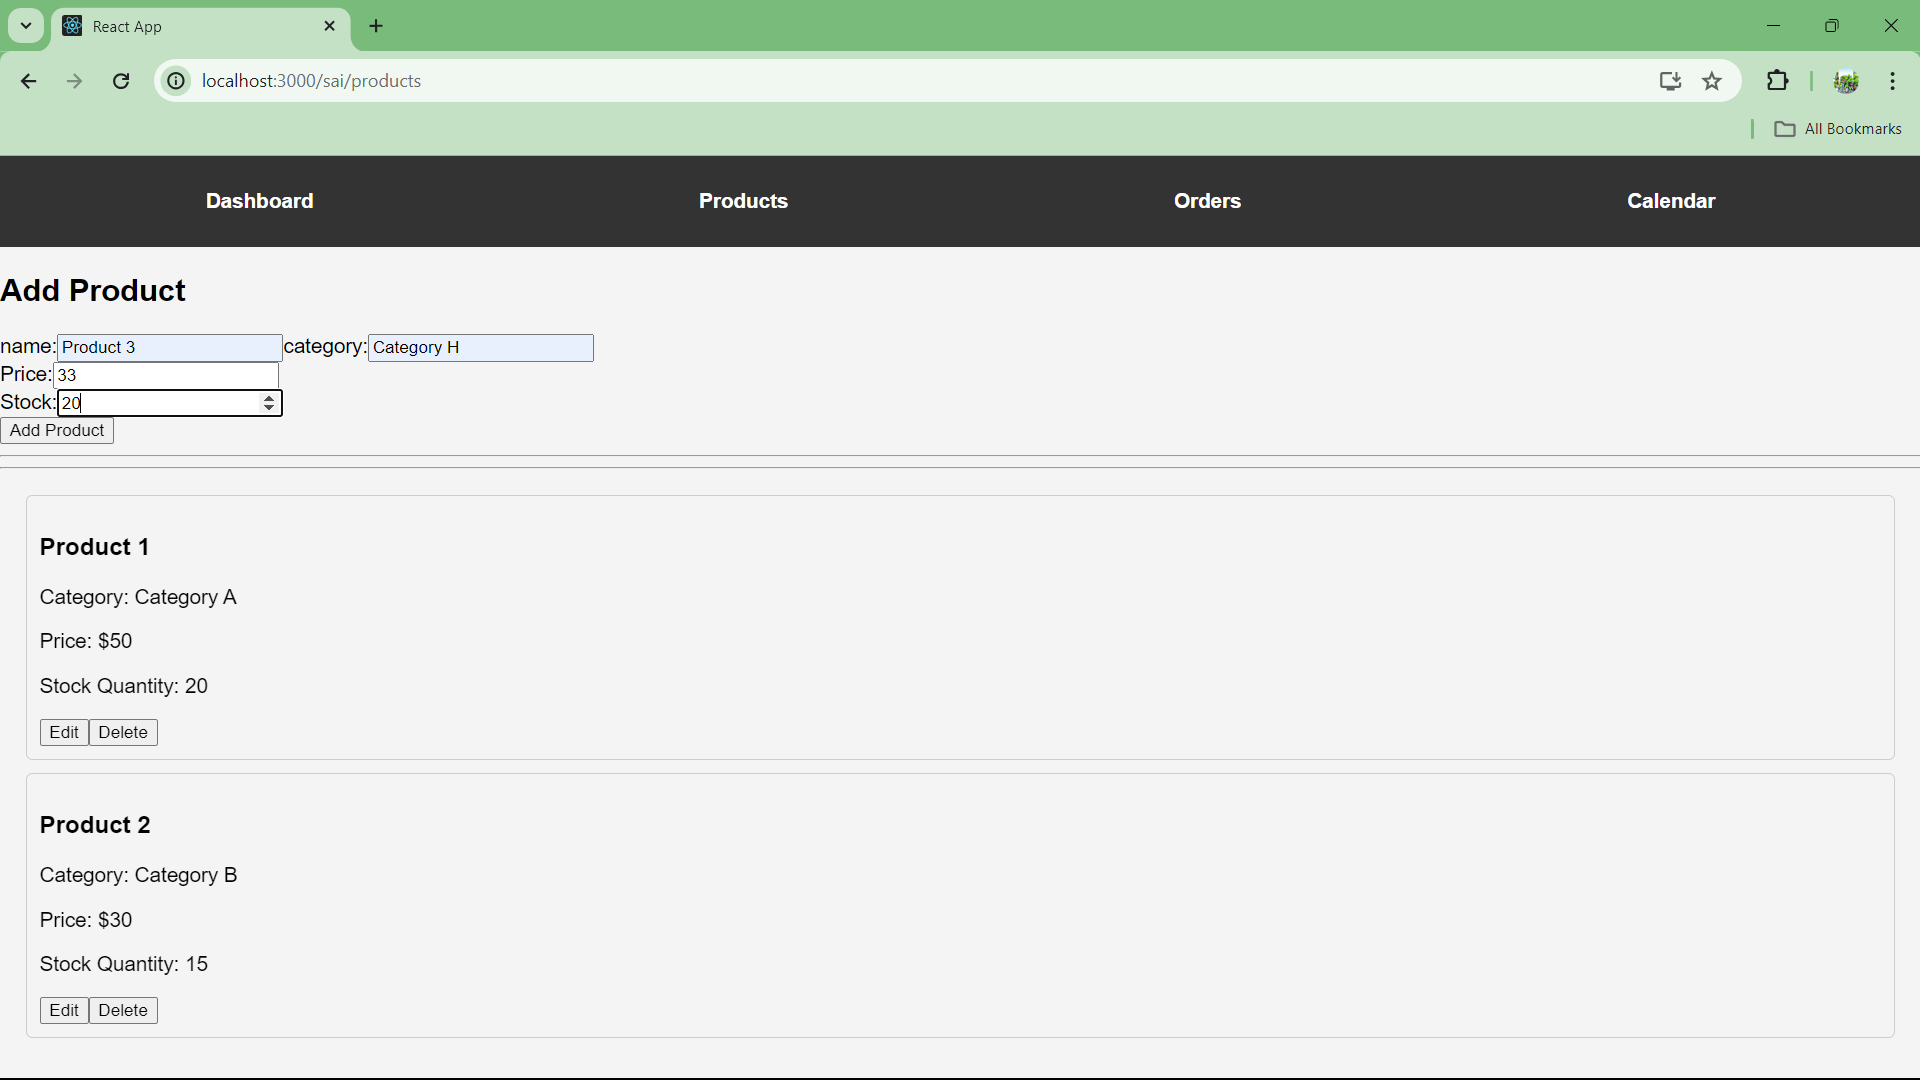 React App
localhost:3000/sai/products
All Bookmarks
Dashboard Products Orders Calendar
Add Product
name: Product 3 category: Category H
Price: 33
Stock: 20
Add Product
Product 1
Category: Category A
Price: $50
Stock Quantity: 20
Edit Delete
Product 2
Category: Category B
Price: $30
Stock Quantity: 15
Edit Delete